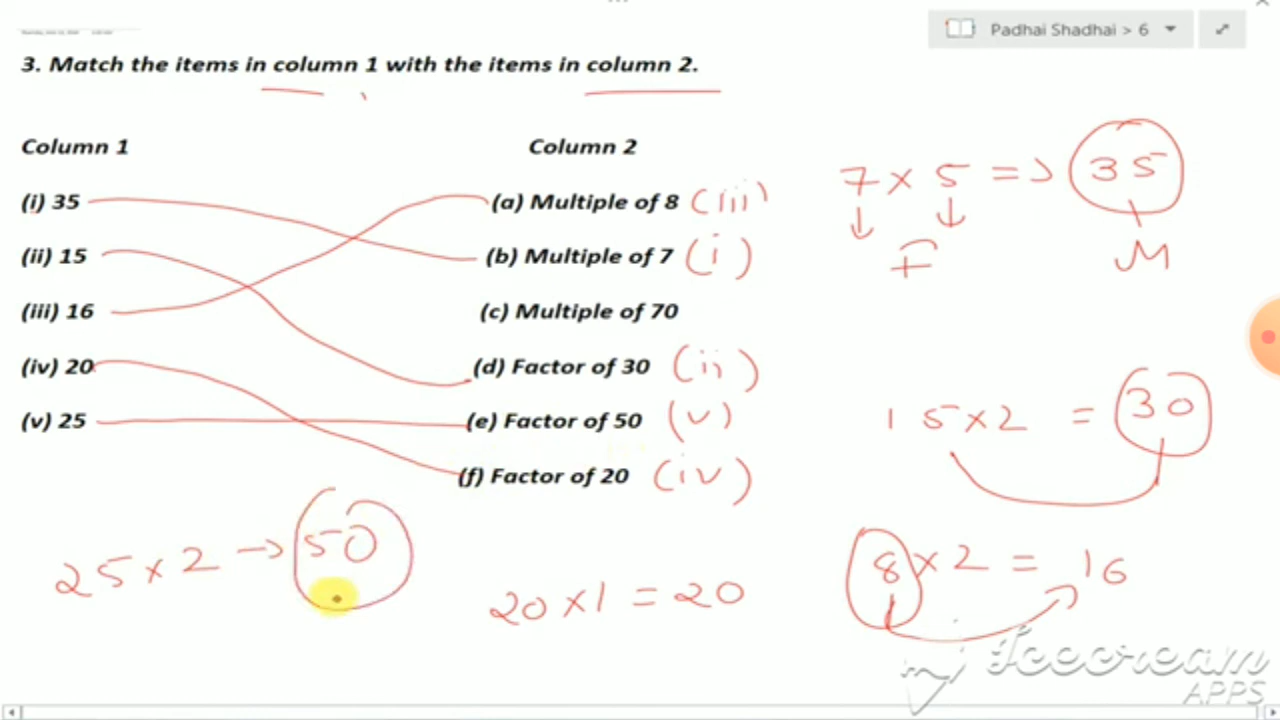 Padhai Shadhai > 6
3. Match the items in column 1 with the items in column 2.
Column 1 Column 2
(i) 35 (a) Multiple of 8 (iii)
(ii) 15 (b) Multiple of 7 (i)
(iii) 16 (c) Multiple of 70
(iv) 20 (d) Factor of 30 (ii)
(v) 25 (e) Factor of 50 (v)
(f) Factor of 20 (iv)
7 × 5 => 35
F M
15 × 2 = 30
25 × 2 → 50
20 × 1 = 20
8 × 2 = 16
Icecream
APPS